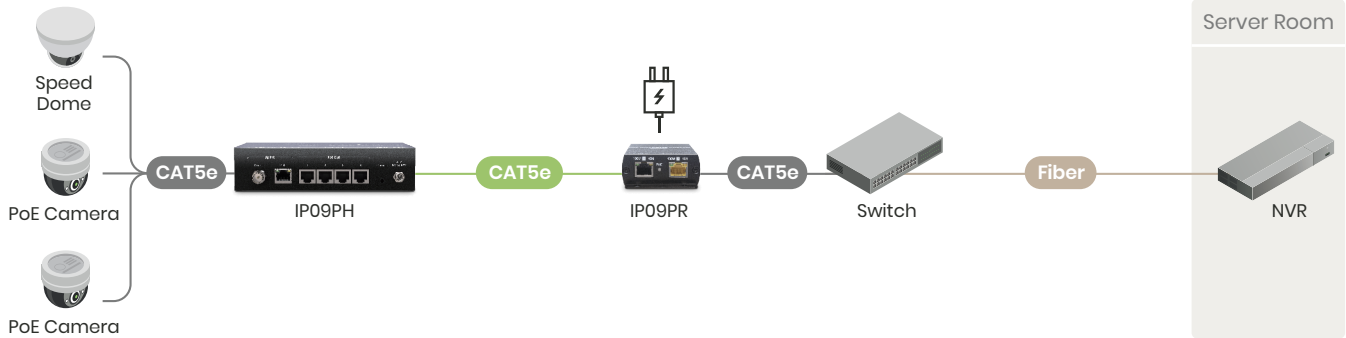 Server Room
Speed
Dome
PoE Camera
PoE Camera
CAT5e
IP09PH
CAT5e
IP09PR
CAT5e
Switch
Fiber
NVR